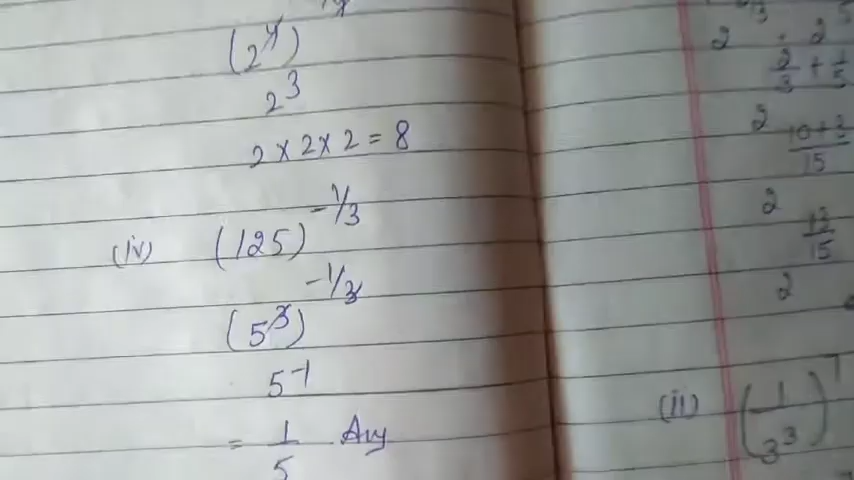 (2^4)
2^3
2 × 2 × 2 = 8
(iv) (125)^-1/3
(5^3)^-1/3
5^-1
= 1/5 Ans
2 · 2
2/3 + 1/5
2^(10+3)/15
2^13/15
2
(ii) (1/3^3)